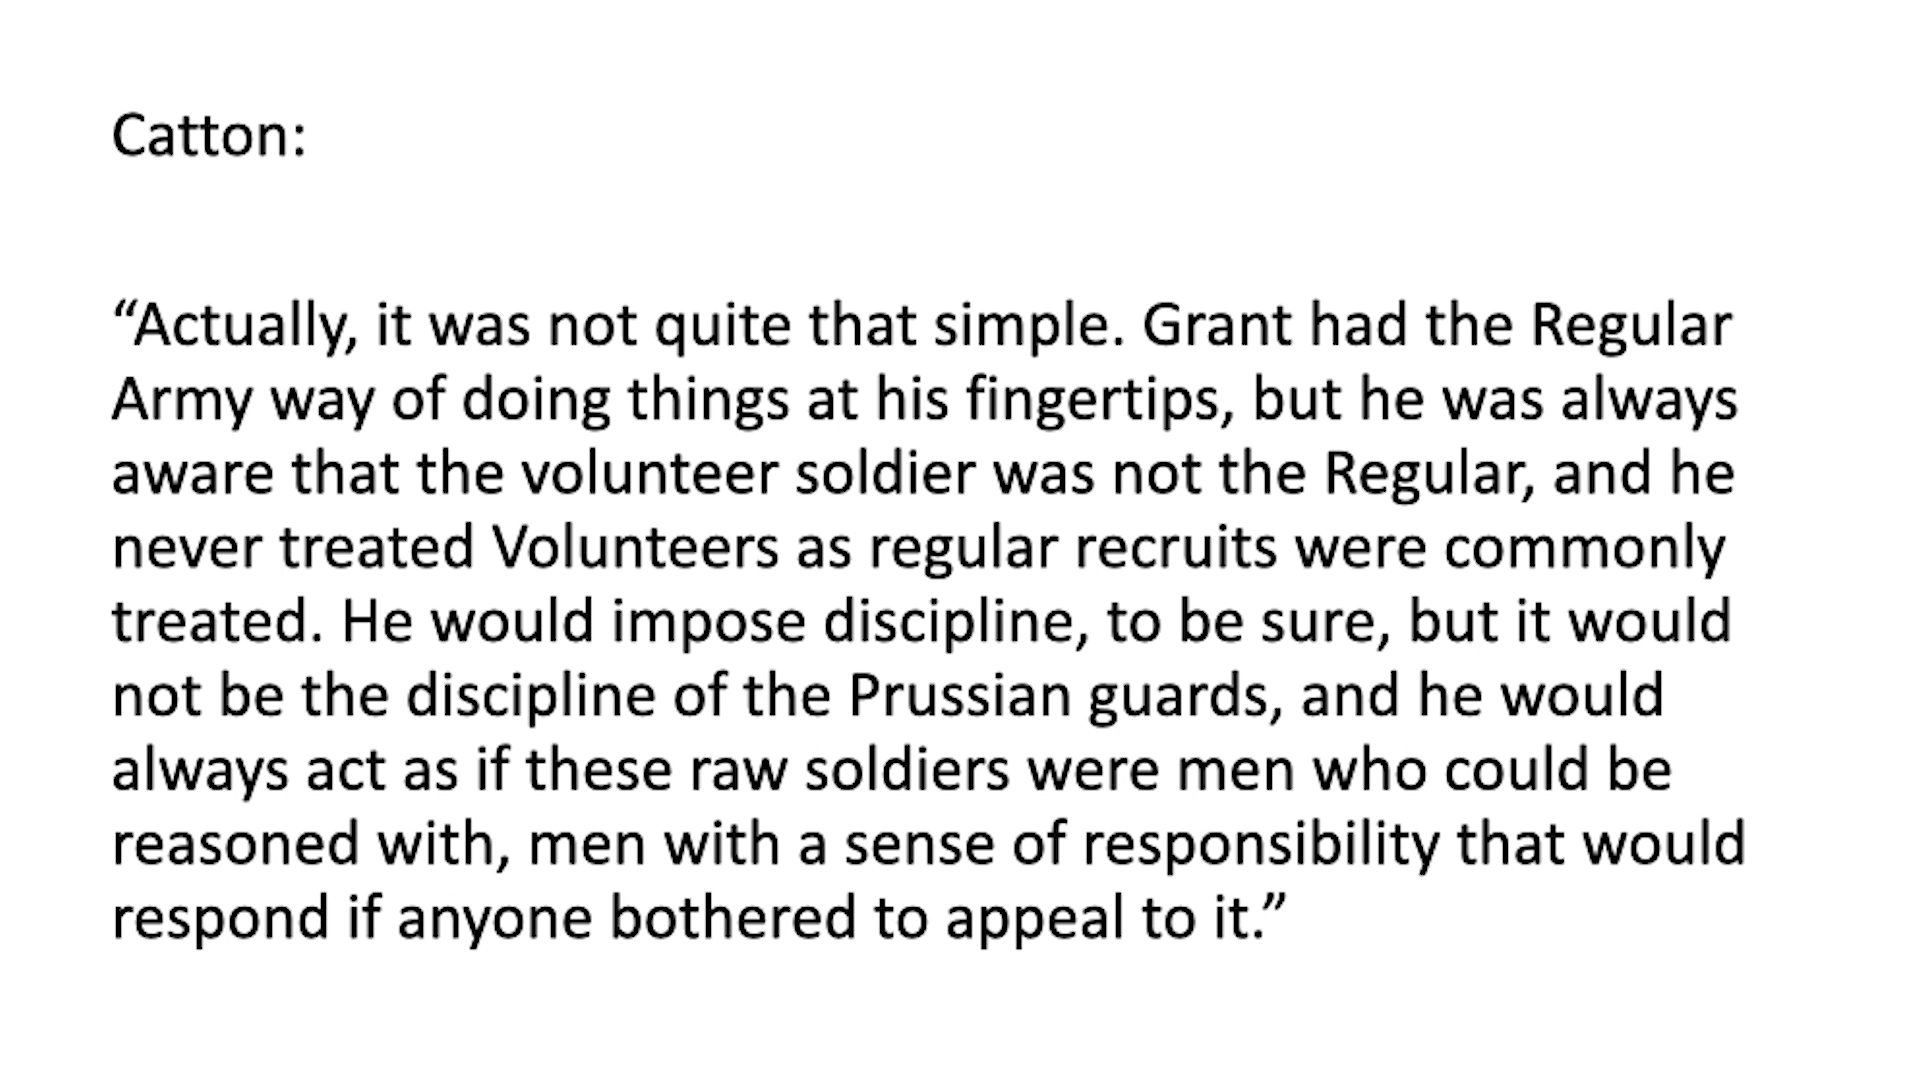 Catton:
“Actually, it was not quite that simple. Grant had the Regular
Army way of doing things at his fingertips, but he was always
aware that the volunteer soldier was not the Regular, and he
never treated Volunteers as regular recruits were commonly
treated. He would impose discipline, to be sure, but it would
not be the discipline of the Prussian guards, and he would
always act as if these raw soldiers were men who could be
reasoned with, men with a sense of responsibility that would
respond if anyone bothered to appeal to it.”